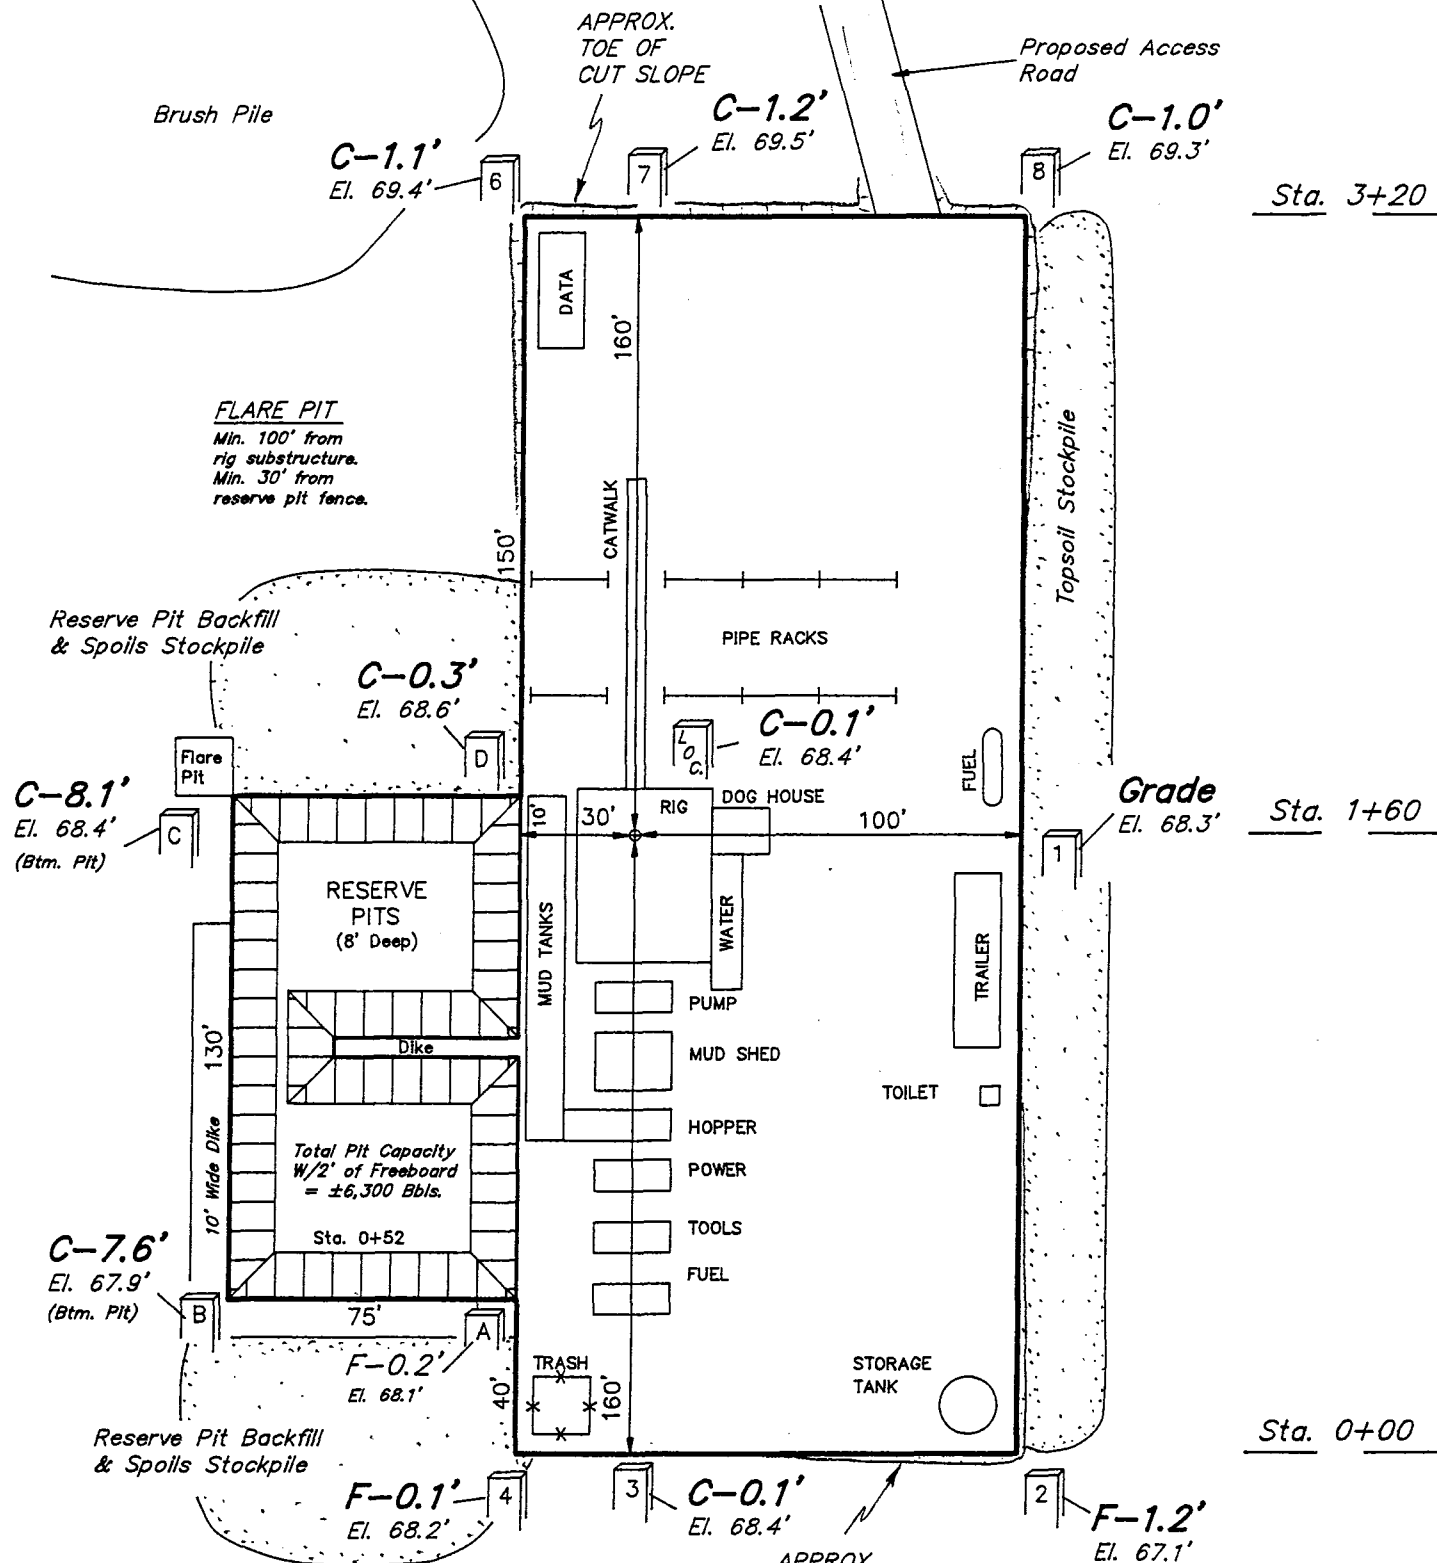 APPROX.
TOE OF
CUT SLOPE
Proposed Access
Road
Brush Pile
C-1.1'
El. 69.4'
6
7
C-1.2'
El. 69.5'
8
C-1.0'
El. 69.3'
Sta. 3+20
DATA
160'
FLARE PIT
Min. 100' from
rig substructure.
Min. 30' from
reserve pit fence.
150'
CATWALK
Topsoil Stockpile
Reserve Pit Backfill
& Spoils Stockpile
PIPE RACKS
C-0.3'
El. 68.6'
D
LOC.
C-0.1'
El. 68.4'
FUEL
Flare
Pit
C-8.1'
El. 68.4'
(Btm. Pit)
C
10'
30'
RIG
DOG HOUSE
100'
Grade
El. 68.3'
1
Sta. 1+60
RESERVE
PITS
(8' Deep)
MUD TANKS
WATER
TRAILER
PUMP
130'
Dike
MUD SHED
TOILET
HOPPER
10' Wide Dike
Total Pit Capacity
W/2' of Freeboard
= ±6,300 Bbls.
POWER
Sta. 0+52
TOOLS
FUEL
C-7.6'
El. 67.9'
(Btm. Pit)
B
75'
A
F-0.2'
El. 68.1'
40'
TRASH
160'
STORAGE
TANK
Reserve Pit Backfill
& Spoils Stockpile
Sta. 0+00
F-0.1'
El. 68.2'
4
3
C-0.1'
El. 68.4'
2
F-1.2'
El. 67.1'
APPROX